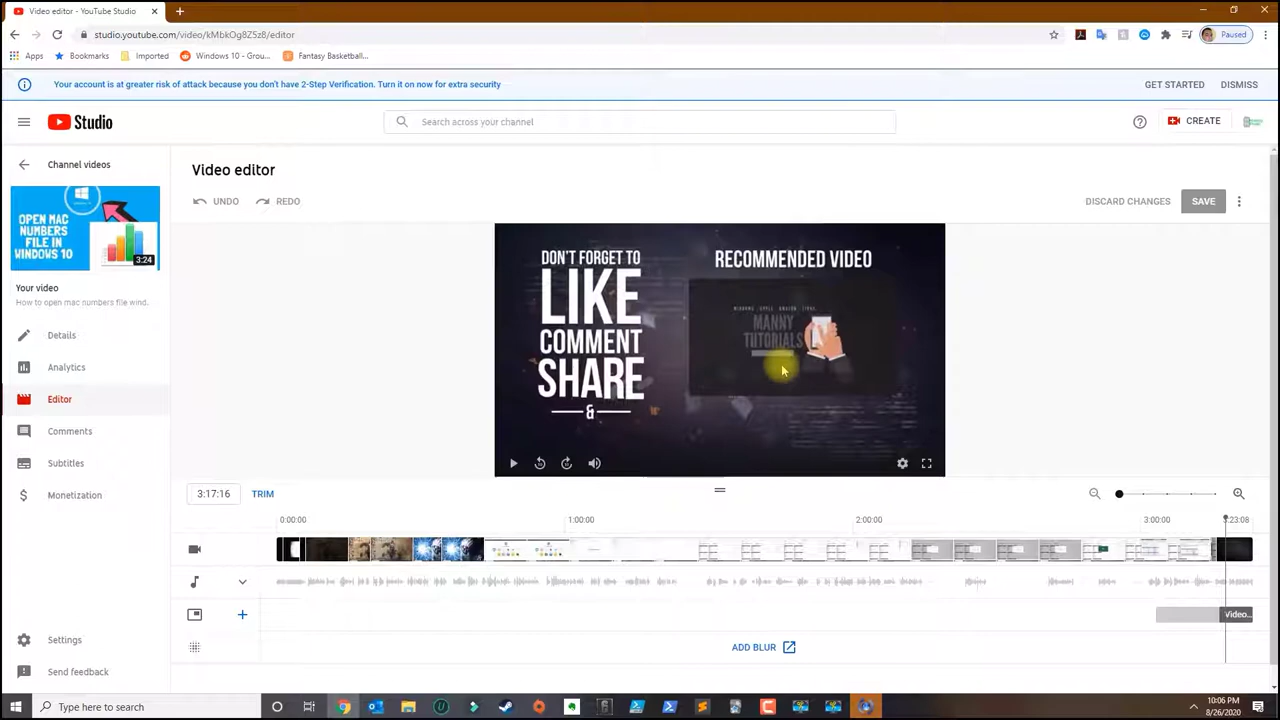 Video editor - YouTube Studio
studio.youtube.com/video/kMbkOg8Z5z8/editor
Paused
Apps
Bookmarks
Imported
Windows 10 - Grou...
Fantasy Basketball...
Your account is at greater risk of attack because you don't have 2-Step Verification. Turn it on now for extra security
GET STARTED
DISMISS
Studio
Search across your channel
CREATE
Channel videos
Video editor
UNDO
REDO
DISCARD CHANGES
SAVE
OPEN MAC
NUMBERS
FILE IN
WINDOWS 10
3:24
DON'T FORGET TO
LIKE
COMMENT
SHARE
&
RECOMMENDED VIDEO
MANNY
TUTORIALS
Your video
How to open mac numbers file wind.
Details
Analytics
Editor
Comments
Subtitles
Monetization
3:17:16
TRIM
0:00:00
1:00:00
2:00:00
3:00:00
3:23:08
Video...
ADD BLUR
Settings
Send feedback
Type here to search
10:06 PM
8/26/2020